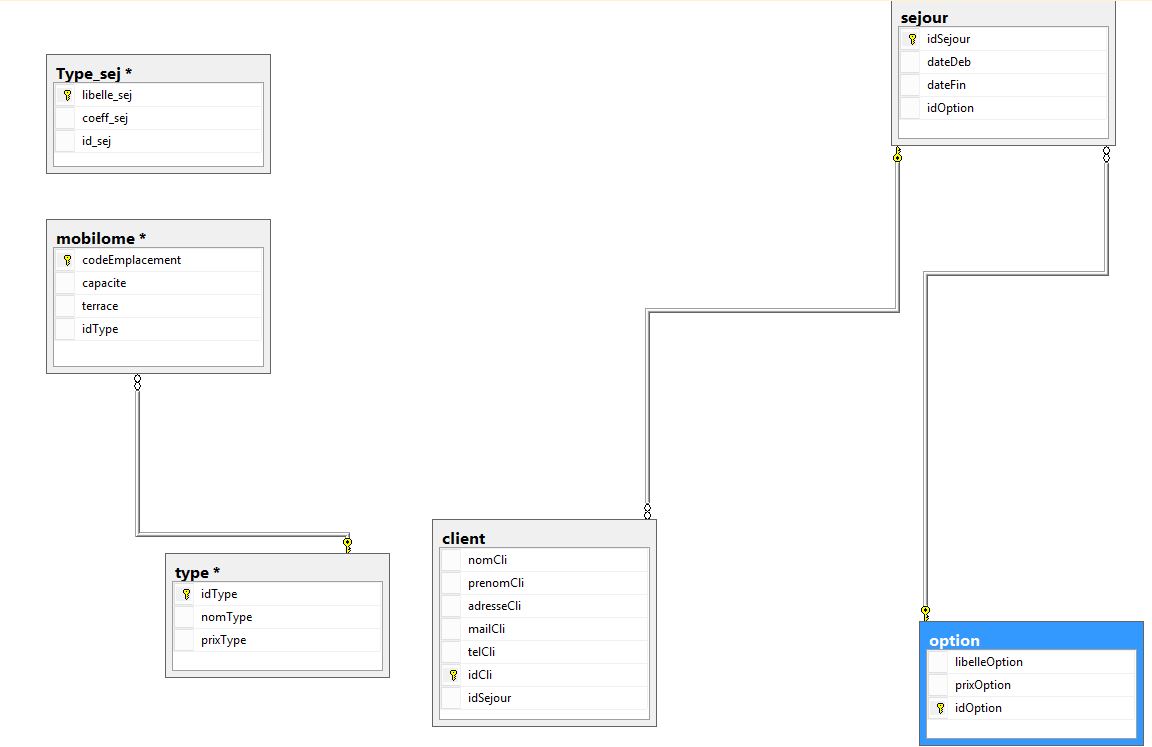 Type_sej *
libelle_sej
coeff_sej
id_sej
mobilome *
codeEmplacement
capacite
terrace
idType
type *
idType
nomType
prixType
client
nomCli
prenomCli
adresseCli
mailCli
telCli
idCli
idSejour
sejour
idSejour
dateDeb
dateFin
idOption
option
libelleOption
prixOption
idOption